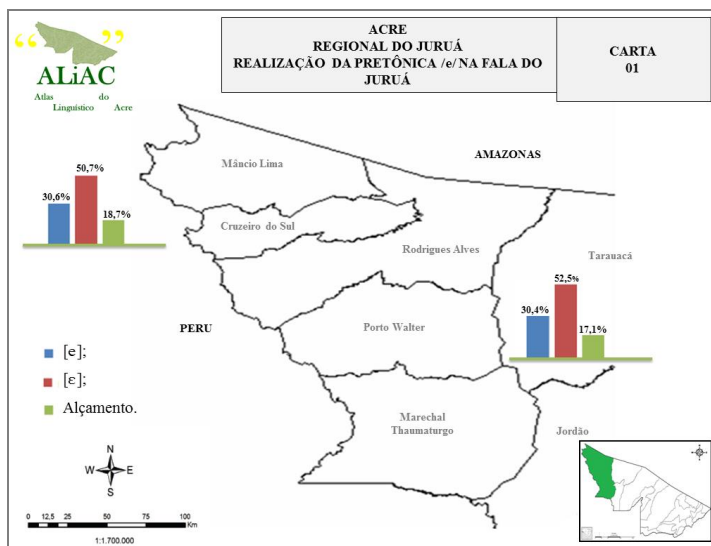 “ ”
ALiAC
Atlas do
Linguístico Acre
ACRE
REGIONAL DO JURUÁ
REALIZAÇÃO DA PRETÔNICA /e/ NA FALA DO
JURUÁ
CARTA
01
AMAZONAS
Mâncio Lima
Cruzeiro do Sul
Rodrigues Alves
Tarauacá
PERU
Porto Walter
Marechal
Thaumaturgo
Jordão
30,6%
50,7%
18,7%
30,4%
52,5%
17,1%
[e];
[ɛ];
Alçamento.
N
W E
S
0 12,5 25 50 75 100
Km
1:1.700.000